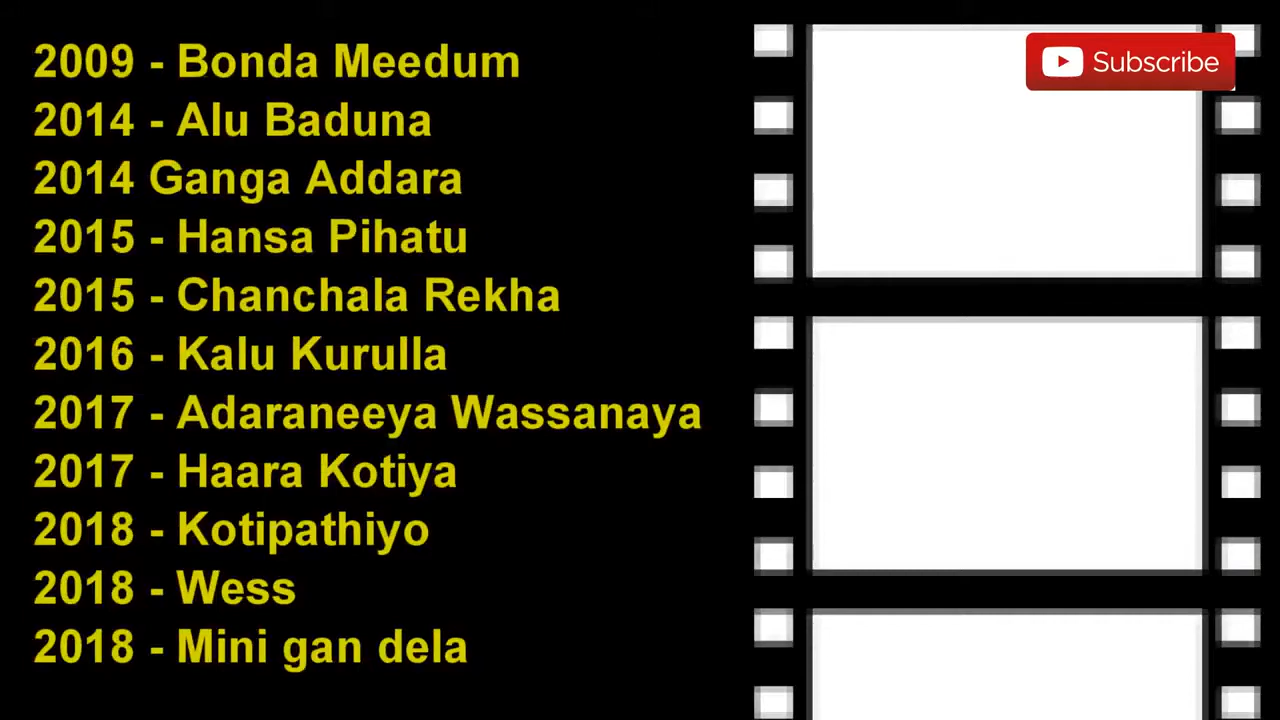 2009 - Bonda Meedum
2014 - Alu Baduna
2014 Ganga Addara
2015 - Hansa Pihatu
2015 - Chanchala Rekha
2016 - Kalu Kurulla
2017 - Adaraneeya Wassanaya
2017 - Haara Kotiya
2018 - Kotipathiyo
2018 - Wess
2018 - Mini gan dela
Subscribe